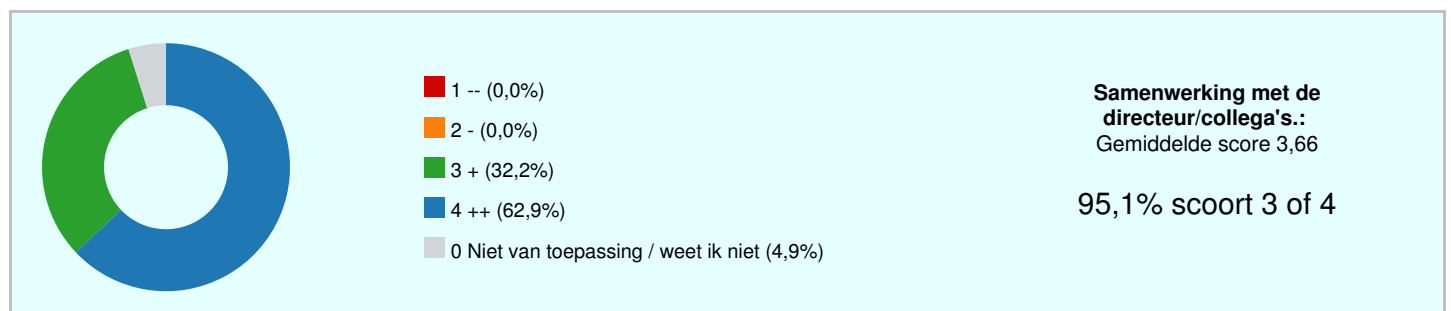 1 -- (0,0%)
2 - (0,0%)
3 + (32,2%)
4 ++ (62,9%)
0 Niet van toepassing / weet ik niet (4,9%)
Samenwerking met de
directeur/collega's.:
Gemiddelde score 3,66
95,1% scoort 3 of 4